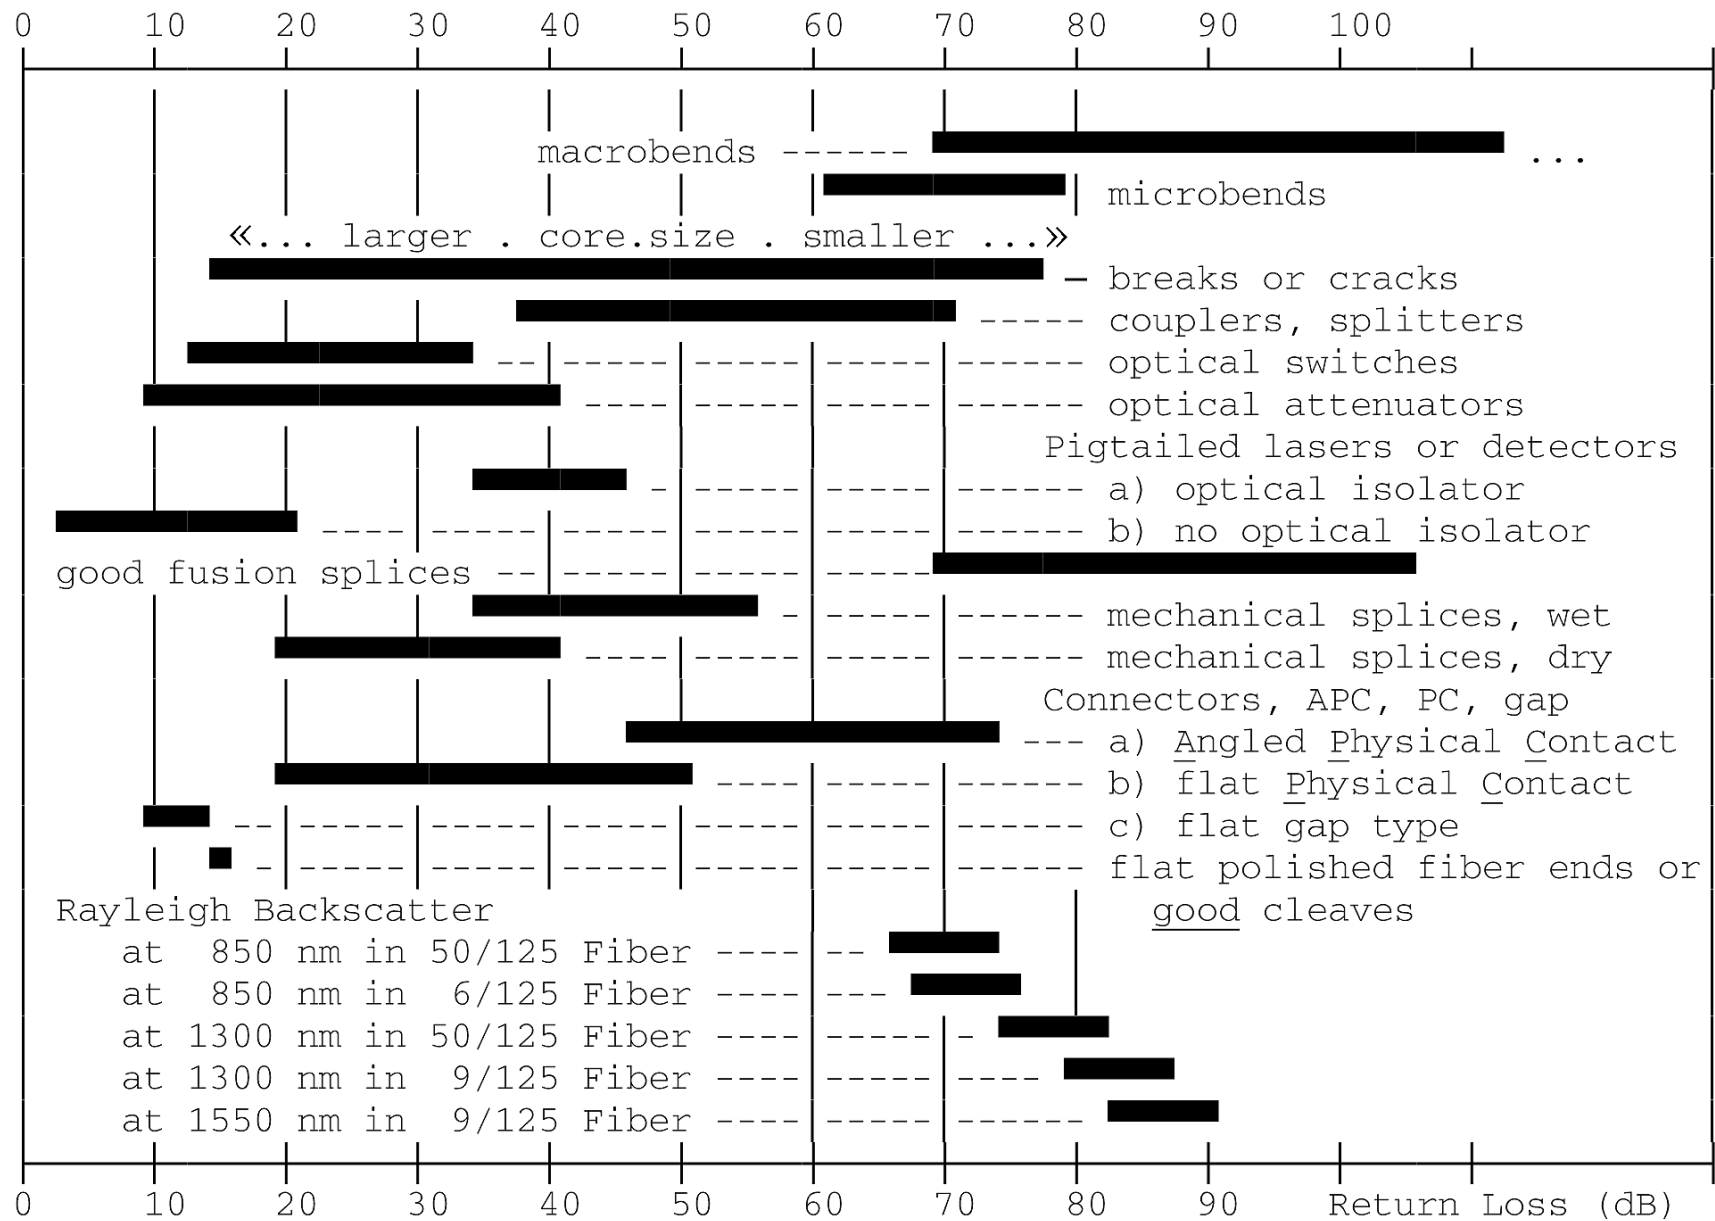 0 10 20 30 40 50 60 70 80 90 100
macrobends ------ ...
microbends
«... larger . core.size . smaller ...»
breaks or cracks
couplers, splitters
optical switches
optical attenuators
Pigtailed lasers or detectors
a) optical isolator
b) no optical isolator
good fusion splices
mechanical splices, wet
mechanical splices, dry
Connectors, APC, PC, gap
a) Angled Physical Contact
b) flat Physical Contact
c) flat gap type
flat polished fiber ends or
good cleaves
Rayleigh Backscatter
at 850 nm in 50/125 Fiber
at 850 nm in 6/125 Fiber
at 1300 nm in 50/125 Fiber
at 1300 nm in 9/125 Fiber
at 1550 nm in 9/125 Fiber
0 10 20 30 40 50 60 70 80 90 Return Loss (dB)